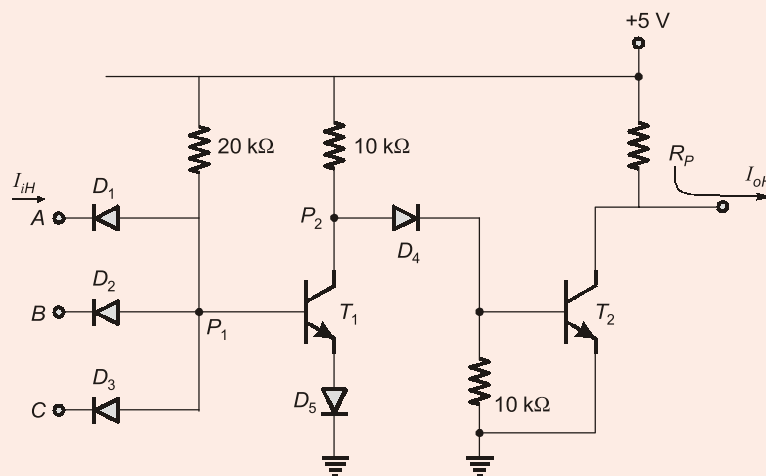 +5 V
20 kΩ
10 kΩ
R_P
I_iH
I_oH
D_1
A
P_2
D_4
D_2
B
P_1
T_1
T_2
D_3
C
D_5
10 kΩ